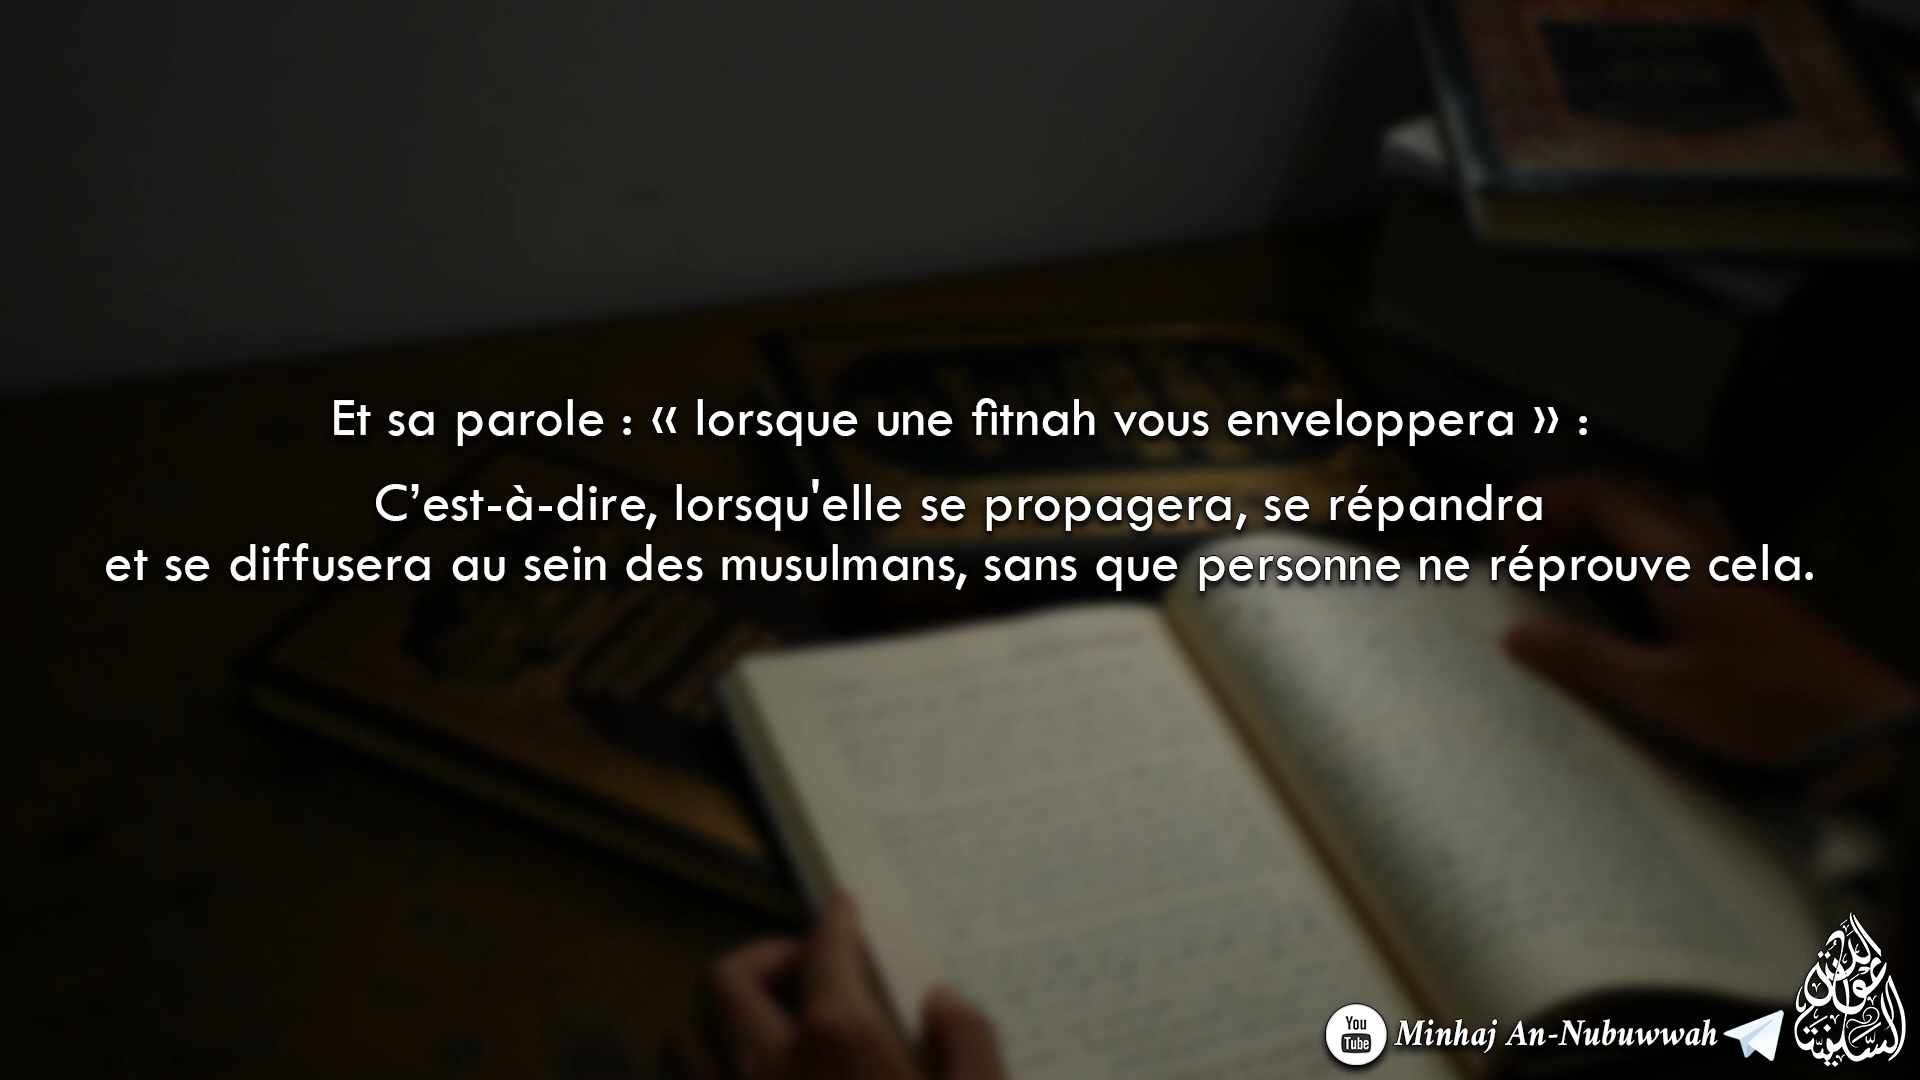 Et sa parole : « lorsque une fitnah vous enveloppera » :
C’est-à-dire, lorsqu'elle se propagera, se répandra
et se diffusera au sein des musulmans, sans que personne ne réprouve cela.
You
Tube
Minhaj An-Nubuwwah